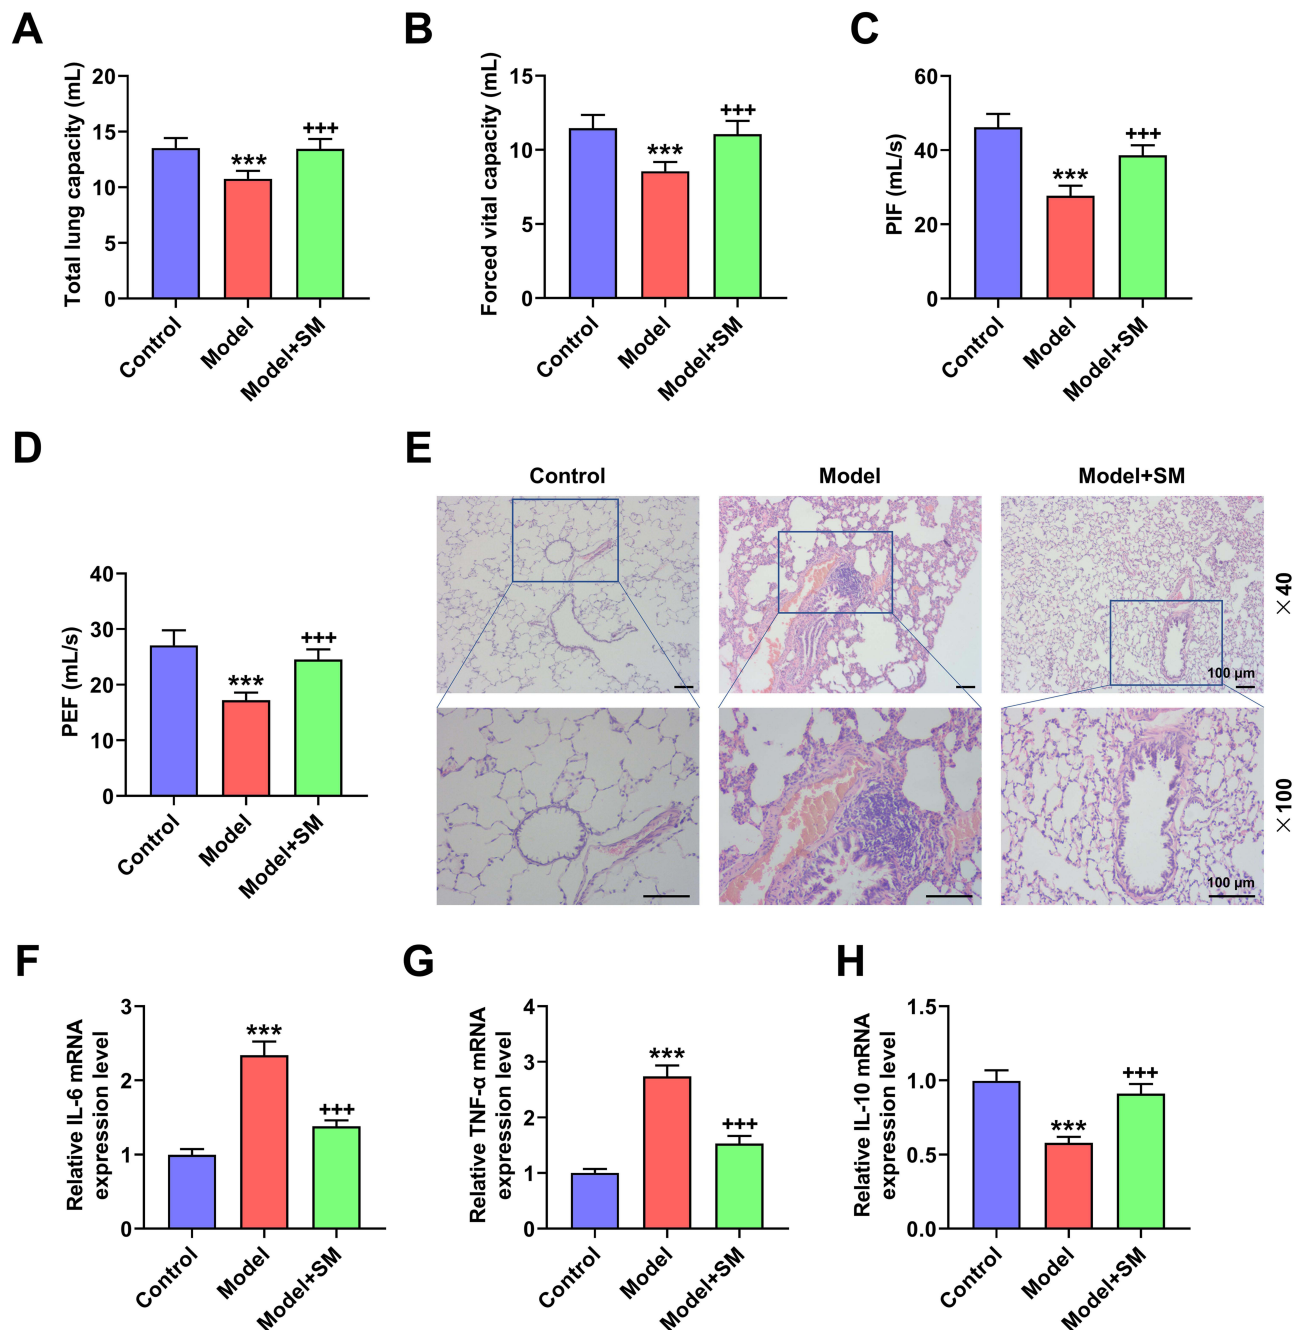 A
Total lung capacity (mL)
20
15
10
5
0
***
+++
Control
Model
Model+SM
B
Forced vital capacity (mL)
15
10
5
0
***
+++
Control
Model
Model+SM
C
PIF (mL/s)
60
40
20
0
***
+++
Control
Model
Model+SM
D
PEF (mL/s)
40
30
20
10
0
***
+++
Control
Model
Model+SM
E
Control
Model
Model+SM
100 µm
×40
100 µm
×100
F
Relative IL-6 mRNA
expression level
3
2
1
0
***
+++
Control
Model
Model+SM
G
Relative TNF-α mRNA
expression level
4
3
2
1
0
***
+++
Control
Model
Model+SM
H
Relative IL-10 mRNA
expression level
1.5
1.0
0.5
0.0
***
+++
Control
Model
Model+SM